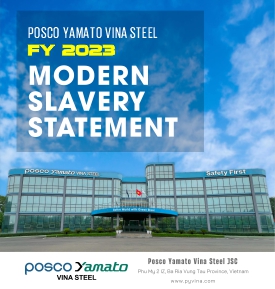 POSCO YAMATO VINA STEEL
FY 2023
MODERN
SLAVERY
STATEMENT
posco yamato VINA STEEL
Safety First
posco yamato
VINA STEEL
Posco Yamato Vina Steel JSC
Phu My 2 IZ, Ba Ria Vung Tau Province, Vietnam
www.pyvina.com